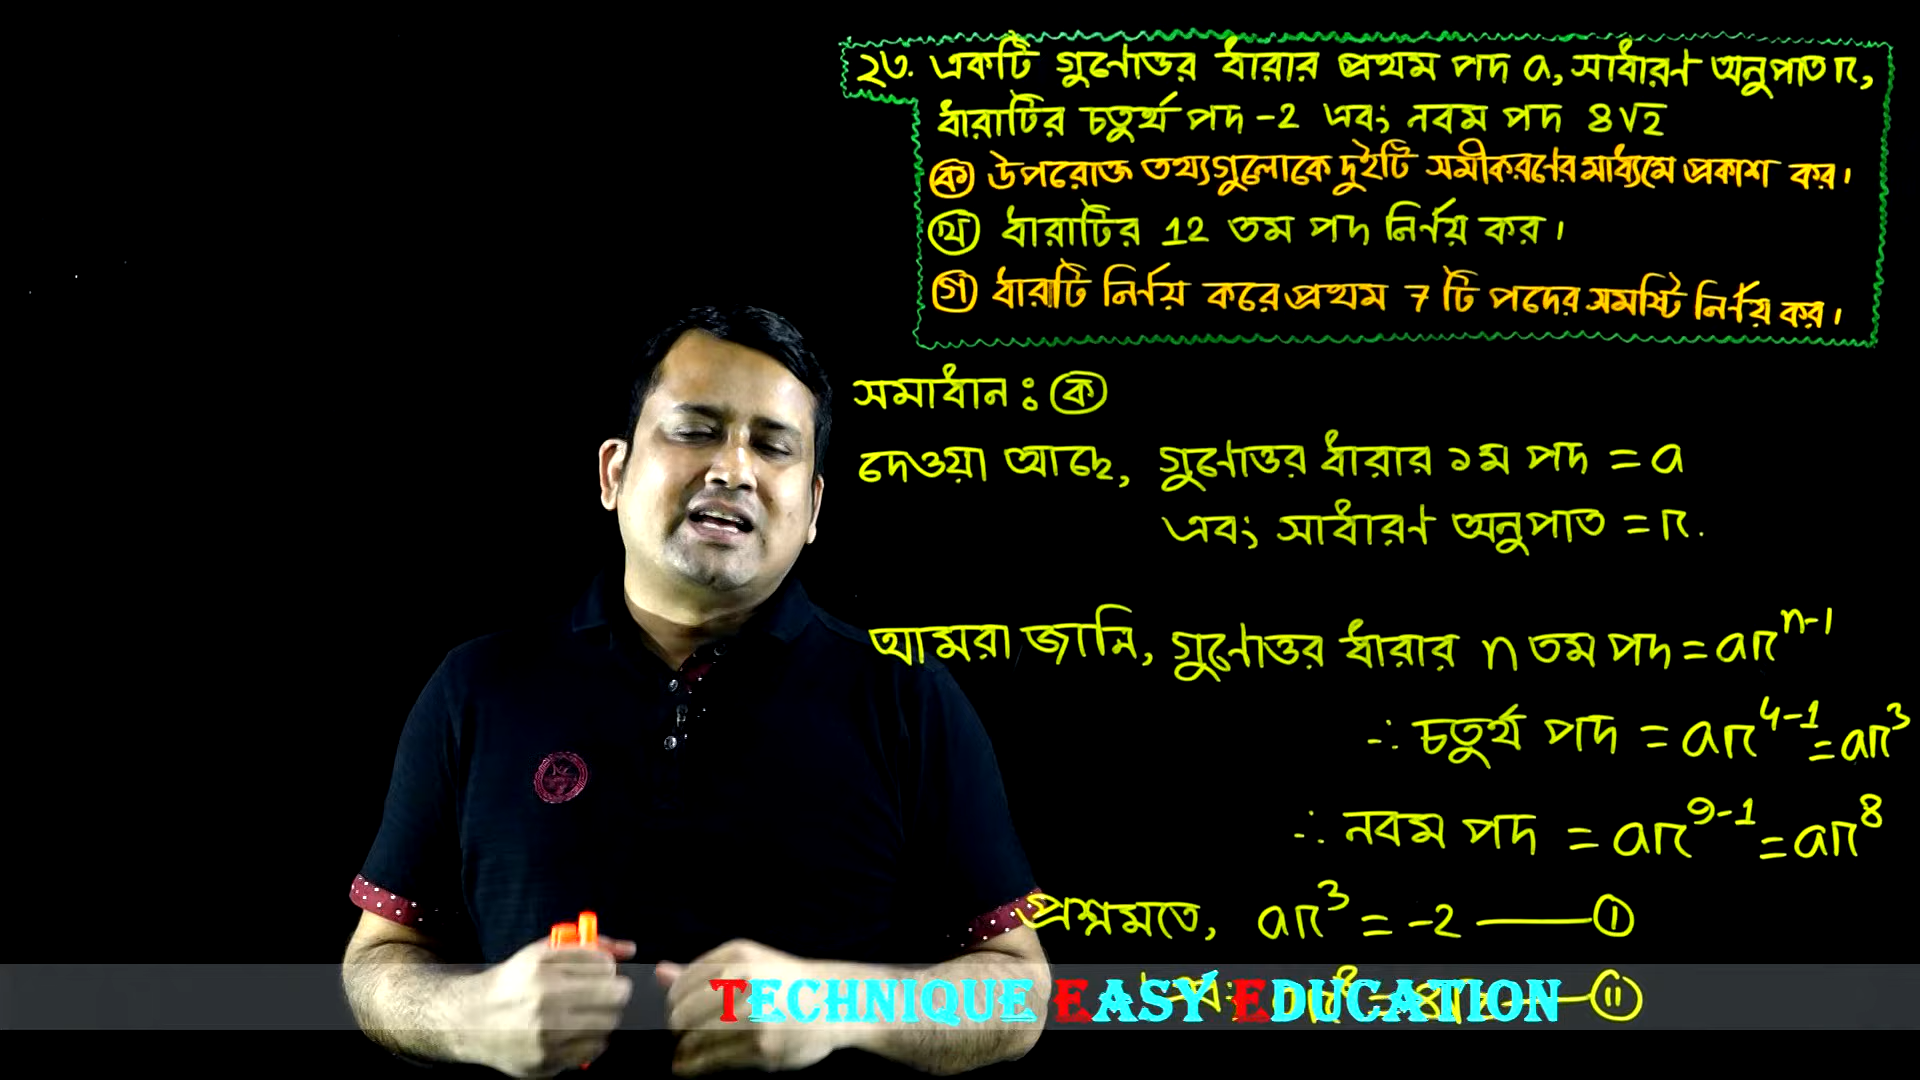 ২৩. একটি গুণোত্তর ধারার প্রথম পদ a, সাধারণ অনুপাত r,
ধারাটির চতুর্থ পদ -2 এবং নবম পদ 8√2
ক উপরোক্ত তথ্যগুলোকে দুইটি সমীকরণের মাধ্যমে প্রকাশ কর।
খ ধারাটির 12 তম পদ নির্ণয় কর।
গ ধারাটি নির্ণয় করে প্রথম 7 টি পদের সমষ্টি নির্ণয় কর।
সমাধান : ক
দেওয়া আছে, গুণোত্তর ধারার ১ম পদ = a
এবং সাধারণ অনুপাত = r.
আমরা জানি, গুণোত্তর ধারার n তম পদ = ar^{n-1}
∴ চতুর্থ পদ = ar^{4-1} = ar^3
∴ নবম পদ = ar^{9-1} = ar^8
প্রশ্নমতে, ar^3 = -2 —— i
—— ii
TECHNIQUE EASY EDUCATION